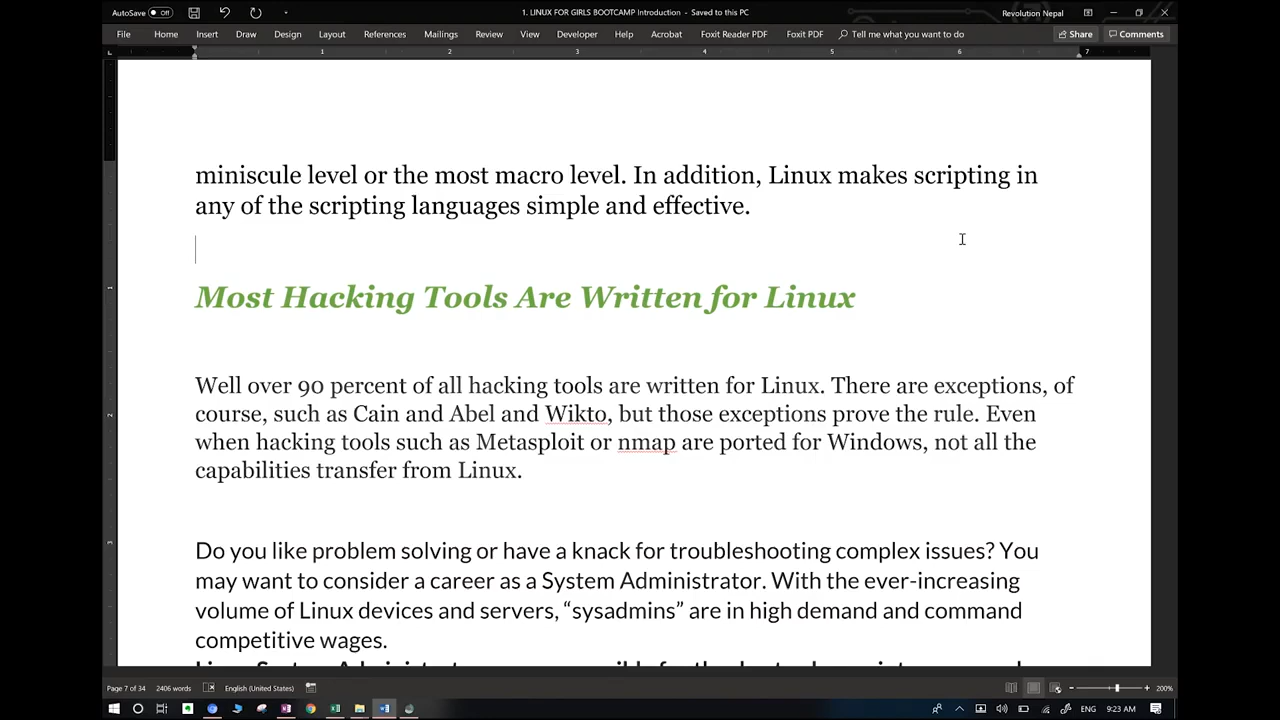 AutoSave Off
1. LINUX FOR GIRLS BOOTCAMP Introduction - Saved to this PC
Revolution Nepal
File Home Insert Draw Design Layout References Mailings Review View Developer Help Acrobat Foxit Reader PDF Foxit PDF Tell me what you want to do Share Comments
1 2 3 4 5 6 7
miniscule level or the most macro level. In addition, Linux makes scripting in
any of the scripting languages simple and effective.
Most Hacking Tools Are Written for Linux
Well over 90 percent of all hacking tools are written for Linux. There are exceptions, of
course, such as Cain and Abel and Wikto, but those exceptions prove the rule. Even
when hacking tools such as Metasploit or nmap are ported for Windows, not all the
capabilities transfer from Linux.
Do you like problem solving or have a knack for troubleshooting complex issues? You
may want to consider a career as a System Administrator. With the ever-increasing
volume of Linux devices and servers, “sysadmins” are in high demand and command
competitive wages.
Page 7 of 34 2406 words English (United States) 200%
ENG 9:23 AM